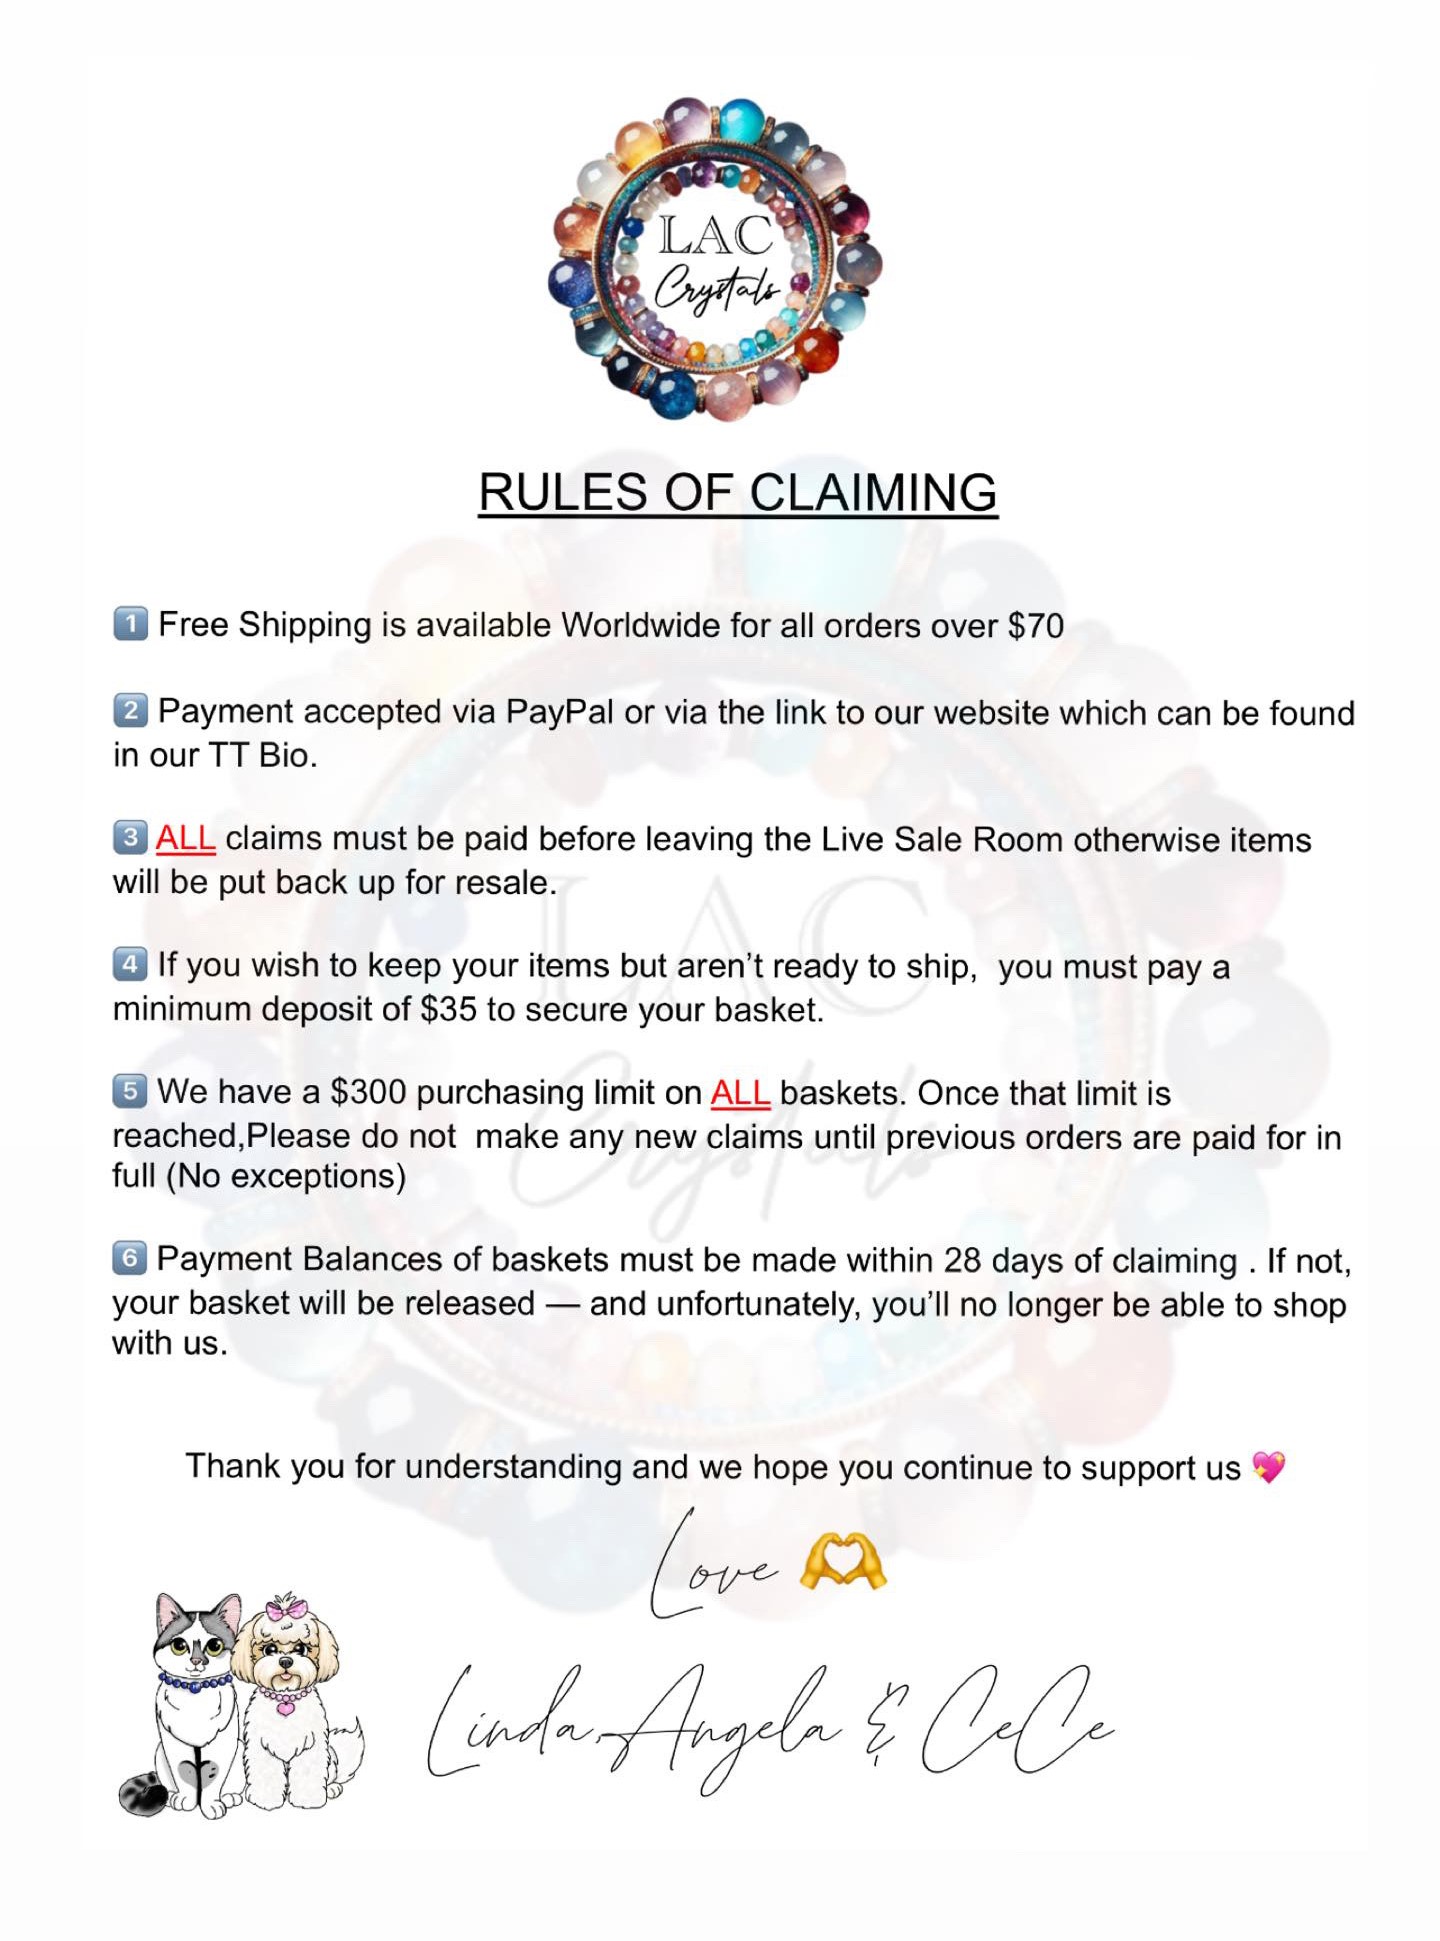 LAC
Crystals
RULES OF CLAIMING
1 Free Shipping is available Worldwide for all orders over $70
2 Payment accepted via PayPal or via the link to our website which can be found
in our TT Bio.
3 ALL claims must be paid before leaving the Live Sale Room otherwise items
will be put back up for resale.
4 If you wish to keep your items but aren’t ready to ship,  you must pay a
minimum deposit of $35 to secure your basket.
5 We have a $300 purchasing limit on ALL baskets. Once that limit is
reached,Please do not  make any new claims until previous orders are paid for in
full (No exceptions)
6 Payment Balances of baskets must be made within 28 days of claiming . If not,
your basket will be released — and unfortunately, you’ll no longer be able to shop
with us.
Thank you for understanding and we hope you continue to support us 💖
Love 🫶
Linda, Angela & CeCe
LAC
Crystals